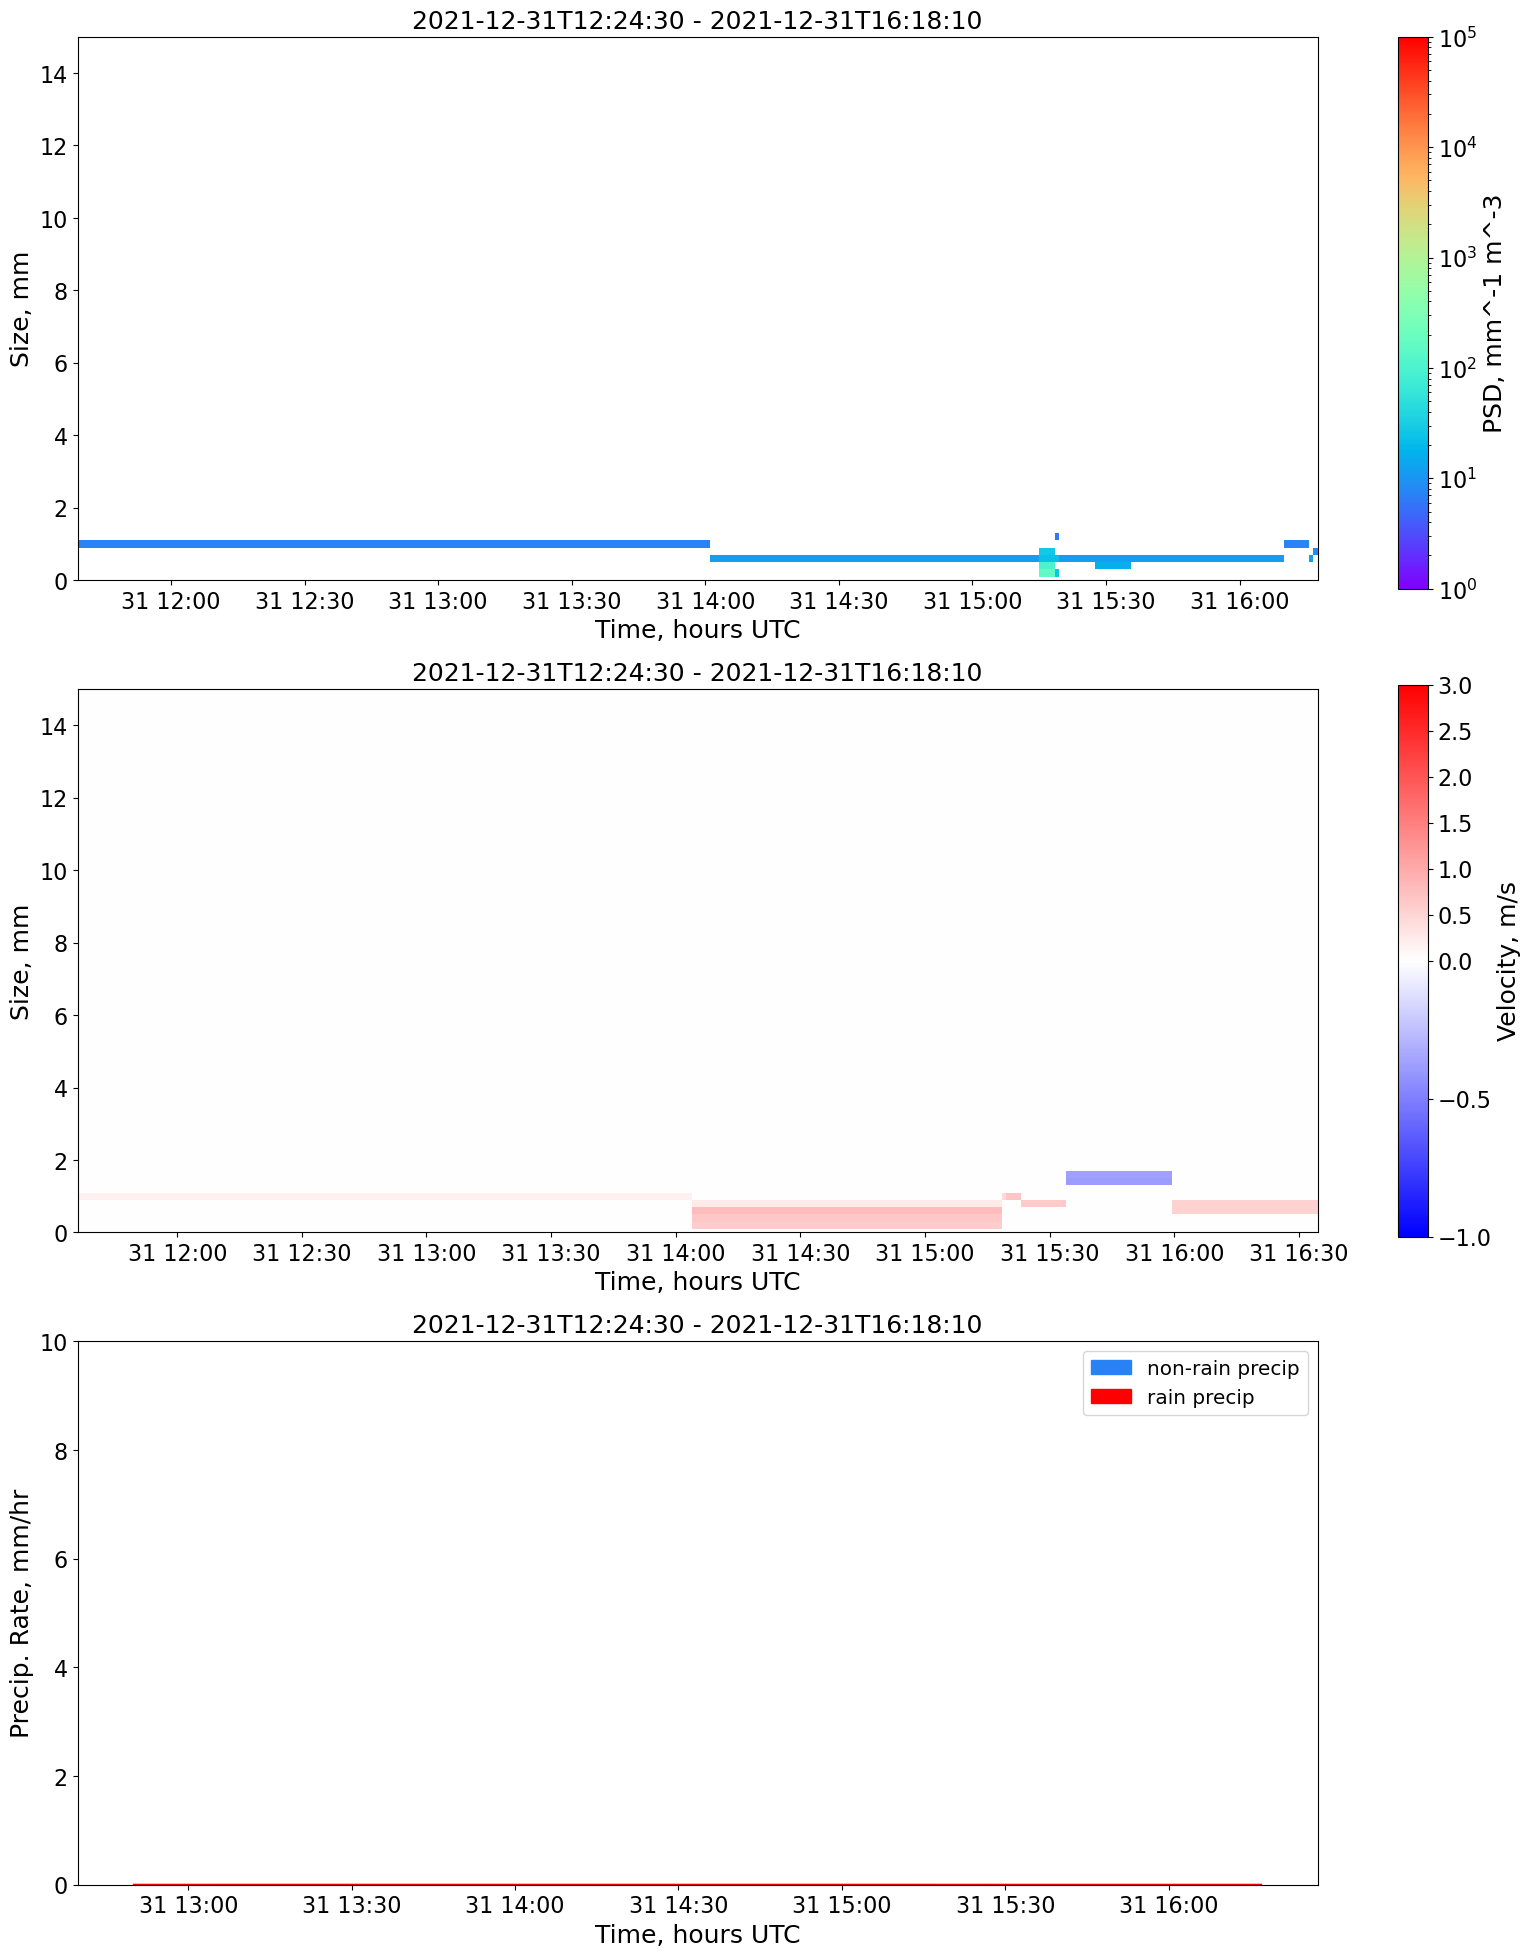 2021-12-31T12:24:30 - 2021-12-31T16:18:10
Size, mm
14
12
10
8
6
4
2
0
31 12:00 31 12:30 31 13:00 31 13:30 31 14:00 31 14:30 31 15:00 31 15:30 31 16:00
Time, hours UTC
10^5
10^4
10^3
10^2
10^1
10^0
PSD, mm^-1 m^-3
2021-12-31T12:24:30 - 2021-12-31T16:18:10
Size, mm
14
12
10
8
6
4
2
0
31 12:00 31 12:30 31 13:00 31 13:30 31 14:00 31 14:30 31 15:00 31 15:30 31 16:00 31 16:30
Time, hours UTC
3.0
2.5
2.0
1.5
1.0
0.5
0.0
−0.5
−1.0
Velocity, m/s
2021-12-31T12:24:30 - 2021-12-31T16:18:10
Precip. Rate, mm/hr
10
8
6
4
2
0
non-rain precip
rain precip
31 13:00 31 13:30 31 14:00 31 14:30 31 15:00 31 15:30 31 16:00
Time, hours UTC